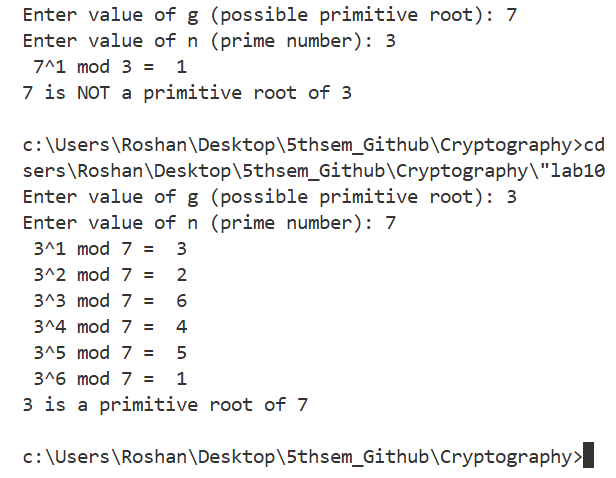 Enter value of g (possible primitive root): 7
Enter value of n (prime number): 3
 7^1 mod 3 =  1
7 is NOT a primitive root of 3

c:\Users\Roshan\Desktop\5thsem_Github\Cryptography>cd
sers\Roshan\Desktop\5thsem_Github\Cryptography\"lab10
Enter value of g (possible primitive root): 3
Enter value of n (prime number): 7
 3^1 mod 7 =  3
 3^2 mod 7 =  2
 3^3 mod 7 =  6
 3^4 mod 7 =  4
 3^5 mod 7 =  5
 3^6 mod 7 =  1
3 is a primitive root of 7

c:\Users\Roshan\Desktop\5thsem_Github\Cryptography>